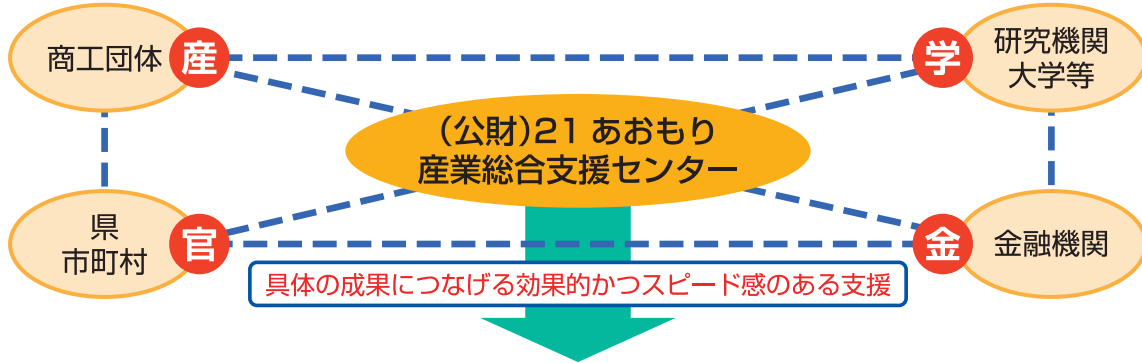 商工団体
産
学
研究機関
大学等
(公財)21あおもり
産業総合支援センター
県
市町村
官
金
金融機関
具体の成果につなげる効果的かつスピード感のある支援